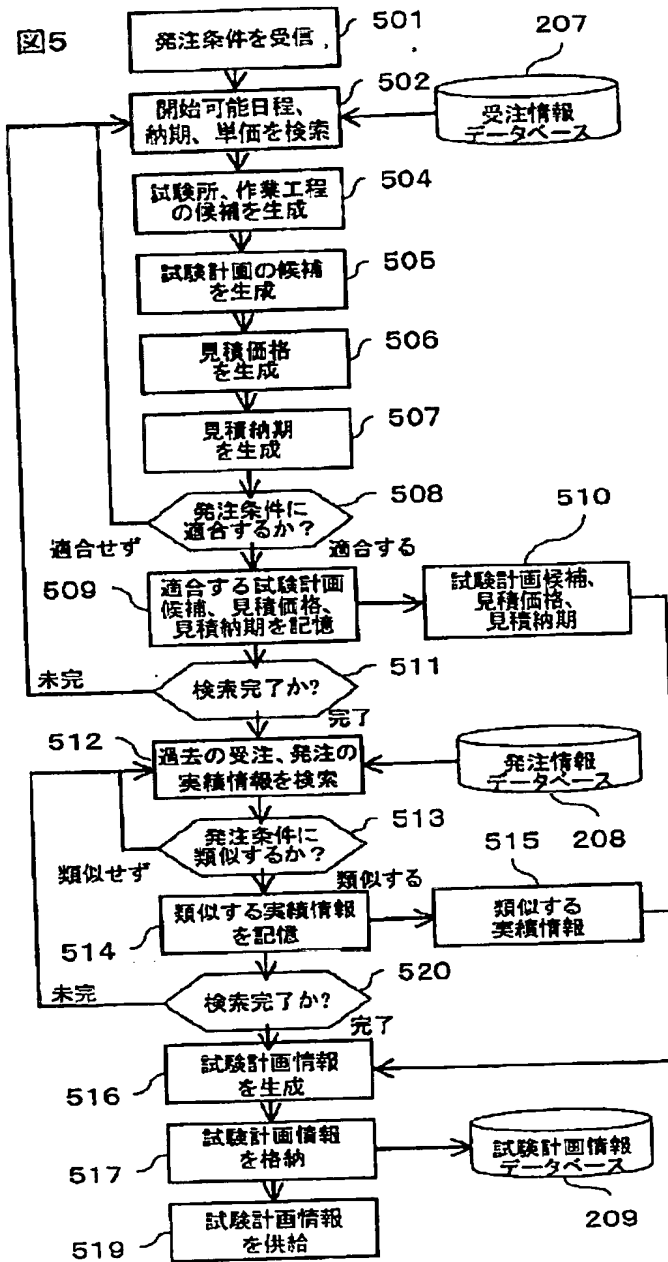 図5
発注条件を受信
501
開始可能日程、
納期、単価を検索
502
207
受注情報
データベース
試験所、作業工程
の候補を生成
504
試験計画の候補
を生成
505
見積価格
を生成
506
見積納期
を生成
507
発注条件に
適合するか?
508
適合せず
適合する
509
適合する試験計画
候補、見積価格、
見積納期を記憶
510
試験計画候補、
見積価格、
見積納期
検索完了か?
511
未完
完了
512
過去の受注、発注の
実績情報を検索
発注情報
データベース
208
発注条件に
類似するか?
513
類似せず
類似する
514
類似する実績情報
を記憶
515
類似する
実績情報
検索完了か?
520
未完
完了
516
試験計画情報
を生成
517
試験計画情報
を格納
試験計画情報
データベース
209
519
試験計画情報
を供給